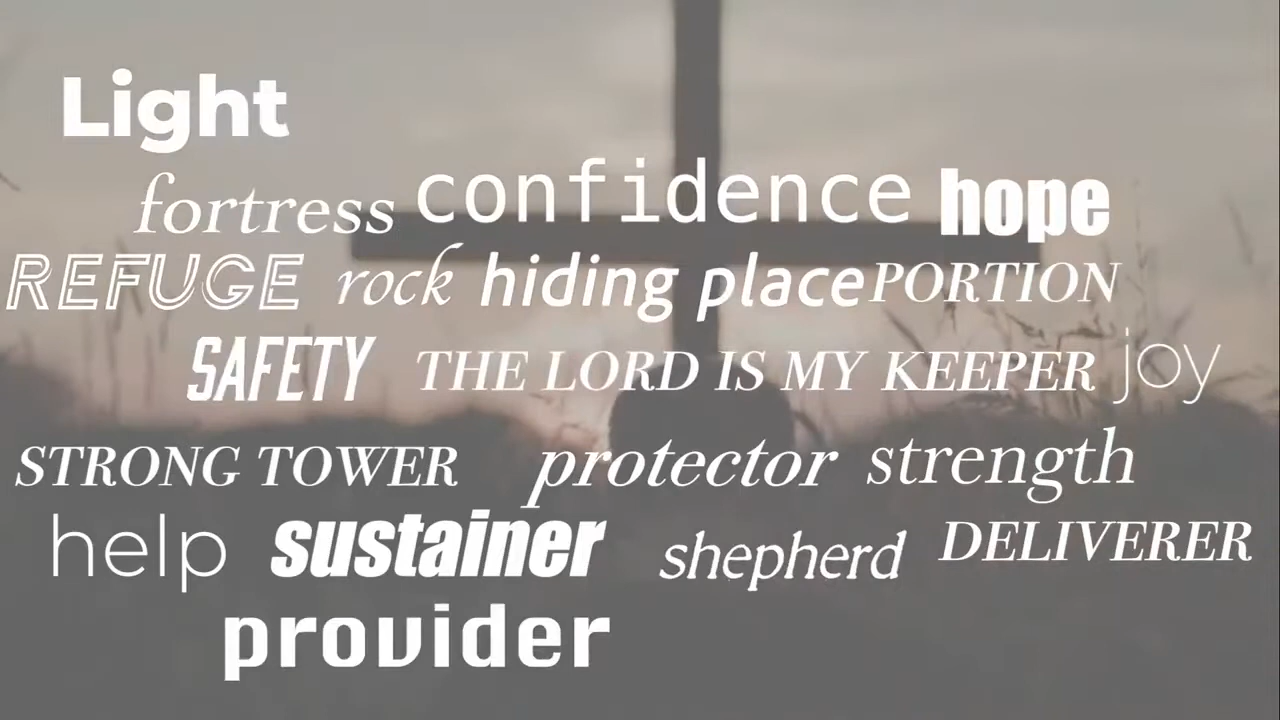 Light
fortress confidence hope
REFUGE rock hiding place PORTION
SAFETY THE LORD IS MY KEEPER joy
STRONG TOWER protector strength
help sustainer shepherd DELIVERER
provider